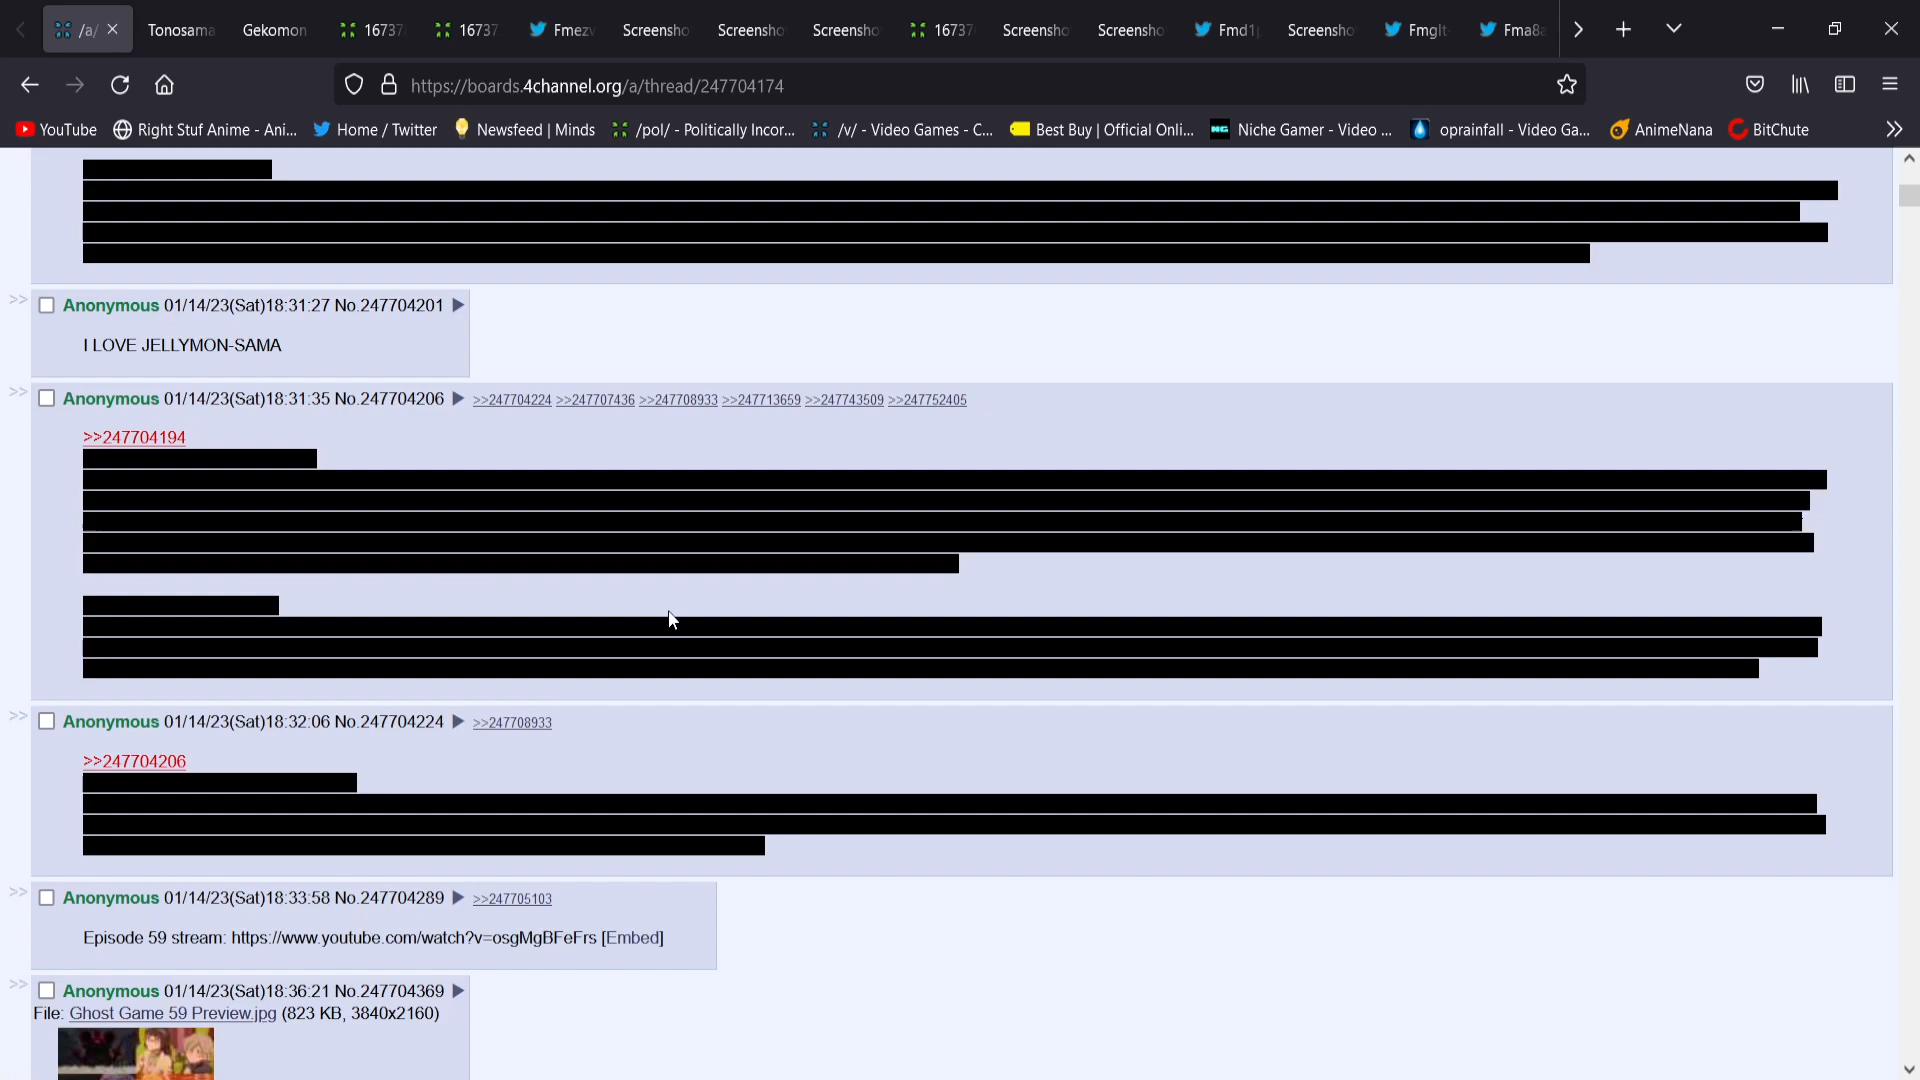 /a/
Tonosama
Gekomon
16737
16737
Fmezv
Screensho
Screensho
Screensho
16737
Screensho
Screensho
Fmd1j
Screensho
Fmglt
Fma8a
https://boards.4channel.org/a/thread/247704174
YouTube
Right Stuf Anime - Ani...
Home / Twitter
Newsfeed | Minds
/pol/ - Politically Incor...
/v/ - Video Games - C...
Best Buy | Official Onli...
NG Niche Gamer - Video ...
oprainfall - Video Ga...
AnimeNana
BitChute
>> Anonymous 01/14/23(Sat)18:31:27 No.247704201
I LOVE JELLYMON-SAMA
>> Anonymous 01/14/23(Sat)18:31:35 No.247704206 >>247704224 >>247707436 >>247708933 >>247713659 >>247743509 >>247752405
>>247704194
>> Anonymous 01/14/23(Sat)18:32:06 No.247704224 >>247708933
>>247704206
>> Anonymous 01/14/23(Sat)18:33:58 No.247704289 >>247705103
Episode 59 stream: https://www.youtube.com/watch?v=osgMgBFeFrs [Embed]
>> Anonymous 01/14/23(Sat)18:36:21 No.247704369
File: Ghost Game 59 Preview.jpg (823 KB, 3840x2160)